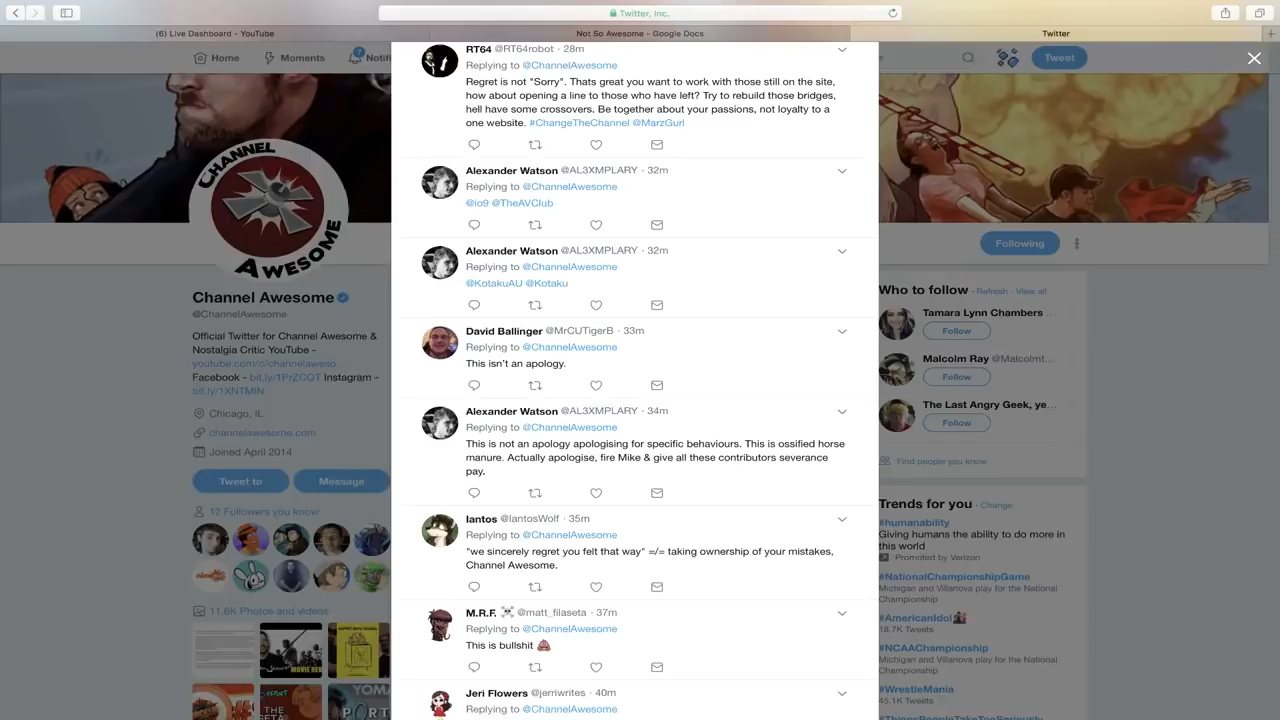 Twitter, Inc.
(6) Live Dashboard - YouTube
Not So Awesome - Google Docs
Twitter
Home
Moments
7
Notifi
Tweet
CHANNEL
AWESOME
Channel Awesome
@ChannelAwesome
Official Twitter for Channel Awesome &
Nostalgia Critic YouTube -
youtube.com/c/channelaweso…
Facebook - bit.ly/1PrZCQT Instagram -
bit.ly/1XNTMIN
Chicago, IL
channelawesome.com
Joined April 2014
Tweet to
Message
12 Followers you know
11.6K Photos and videos
MOVIE REV
RT64 @RT64robot · 28m
Replying to @ChannelAwesome
Regret is not "Sorry". Thats great you want to work with those still on the site,
how about opening a line to those who have left? Try to rebuild those bridges,
hell have some crossovers. Be together about your passions, not loyalty to a
one website. #ChangeTheChannel @MarzGurl
Alexander Watson @AL3XMPLARY · 32m
Replying to @ChannelAwesome
@io9 @TheAVClub
Alexander Watson @AL3XMPLARY · 32m
Replying to @ChannelAwesome
@KotakuAU @Kotaku
David Ballinger @MrCUTigerB · 33m
Replying to @ChannelAwesome
This isn't an apology.
Alexander Watson @AL3XMPLARY · 34m
Replying to @ChannelAwesome
This is not an apology apologising for specific behaviours. This is ossified horse
manure. Actually apologise, fire Mike & give all these contributors severance
pay.
Iantos @IantosWolf · 35m
Replying to @ChannelAwesome
"we sincerely regret you felt that way" =/= taking ownership of your mistakes,
Channel Awesome.
M.R.F. ☠ @matt_filaseta · 37m
Replying to @ChannelAwesome
This is bullshit 💩
Jeri Flowers @jerriwrites · 40m
Replying to @ChannelAwesome
Following
Who to follow · Refresh · View all
Tamara Lynn Chambers
Follow
Malcolm Ray @Malcolmt…
Follow
The Last Angry Geek, ye…
Follow
Find people you know
Trends for you · Change
#humanability
Giving humans the ability to do more in
this world
Promoted by Verizon
#NationalChampionshipGame
Michigan and Villanova play for the National
Championship
#AmericanIdol
18.7K Tweets
#NCAAChampionship
Michigan and Villanova play for the National
Championship
#WrestleMania
45.1K Tweets
#ThingsPeopleTakeTooSeriously